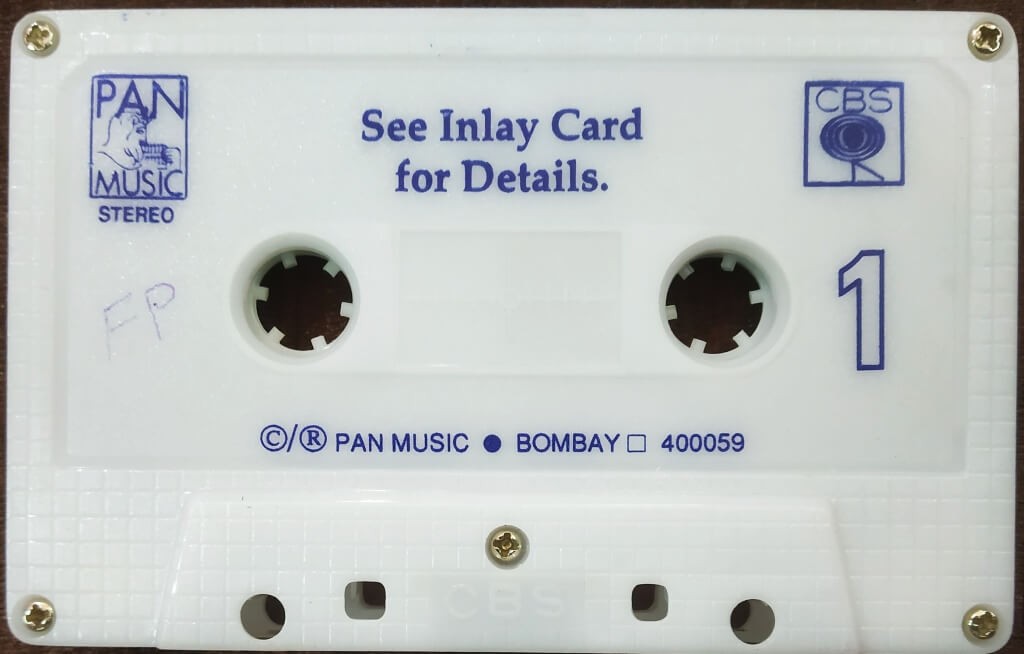 PAN
MUSIC
STEREO
See Inlay Card
for Details.
CBS
1
FP
©/® PAN MUSIC ● BOMBAY □ 400059
CBS